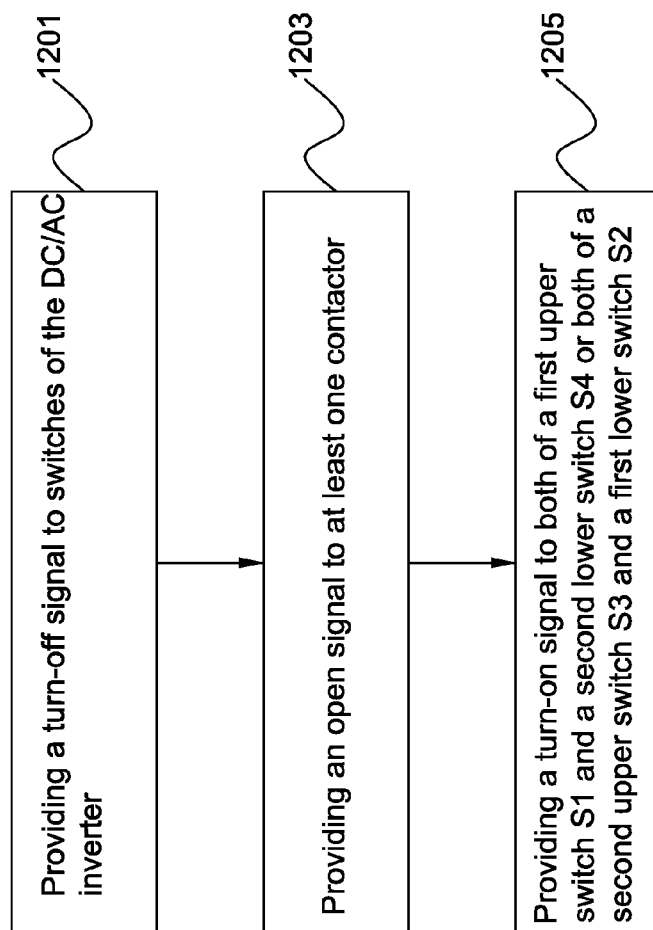 Providing a turn-off signal to switches of the DC/AC
inverter
1201
Providing an open signal to at least one contactor
1203
Providing a turn-on signal to both of a first upper
switch S1 and a second lower switch S4 or both of a
second upper switch S3 and a first lower switch S2
1205